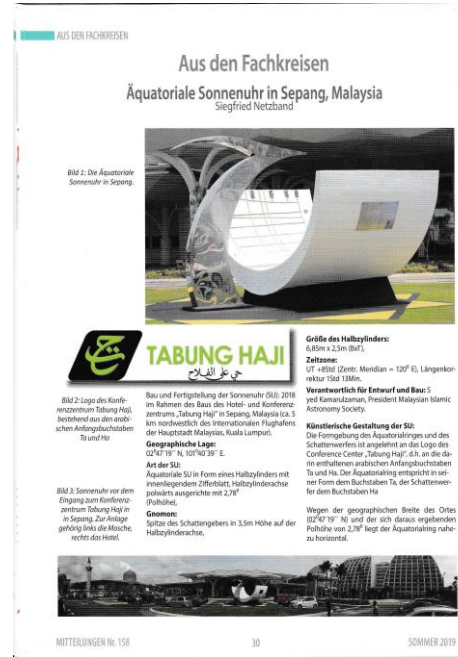 AUS DEN FACHKREISEN
Aus den Fachkreisen
Äquatoriale Sonnenuhr in Sepang, Malaysia
Siegfried Netzband
Bild 1: Die Äquatoriale
Sonnenuhr in Sepang.
TABUNG HAJI
حي على الفلاح
Bild 2: Logo des Konfe-
renzzentrum Tabung Haji,
bestehend aus den arabi-
schen Anfangsbuchstaben
Ta und Ha
Bild 3: Sonnenuhr vor dem
Eingang zum Konferenz-
zentrum Tabung Haji in
in Sepang. Zur Anlage
gehörig links die Mosche,
rechts das Hotel.
Bau und Fertigstellung der Sonnenuhr (SU): 2018
im Rahmen des Baus des Hotel- und Konferenz-
zentrums „Tabung Haji" in Sepang, Malaysia (ca. 5
km nordwestlich des Internationalen Flughafens
der Hauptstadt Malaysias, Kuala Lumpur).
Geographische Lage:
02⁰47´19´´ N, 101⁰40´39´´ E.
Art der SU:
Äquatoriale SU in Form eines Halbzylinders mit
innenliegendem Zifferblatt, Halbzylinderachse
polwärts ausgerichte mit 2,78⁰
(Polhöhe),
Gnomon:
Spitze des Schattengebers in 3,5m Höhe auf der
Halbzylinderachse,
Größe des Halbzylinders:
6,85m x 2,5m (BxT),
Zeitzone:
UT +8Std (Zentr. Meridian = 120⁰ E), Längenkor-
rektur 1Std 13Min.
Verantwortlich für Entwurf und Bau: S
yed Kamarulzaman, President Malaysian Islamic
Astronomy Society.
Künstlerische Gestaltung der SU:
Die Formgebung des Äquatorialringes und des
Schattenwerfers ist angelehnt an das Logo des
Conference Center „Tabung Haji", d.h. an die da-
rin enthaltenen arabischen Anfangsbuchstaben
Ta und Ha. Der Äquatorialring entspricht in sei-
ner Form dem Buchstaben Ta, der Schattenwer-
fer dem Buchstaben Ha
Wegen der geographischen Breite des Ortes
(02⁰47´19´´ N) und der sich daraus ergebenden
Polhöhe von 2,78⁰ liegt der Äquatorialring nahe-
zu horizontal.
MITTEILUNGEN Nr. 158
30
SOMMER 2019